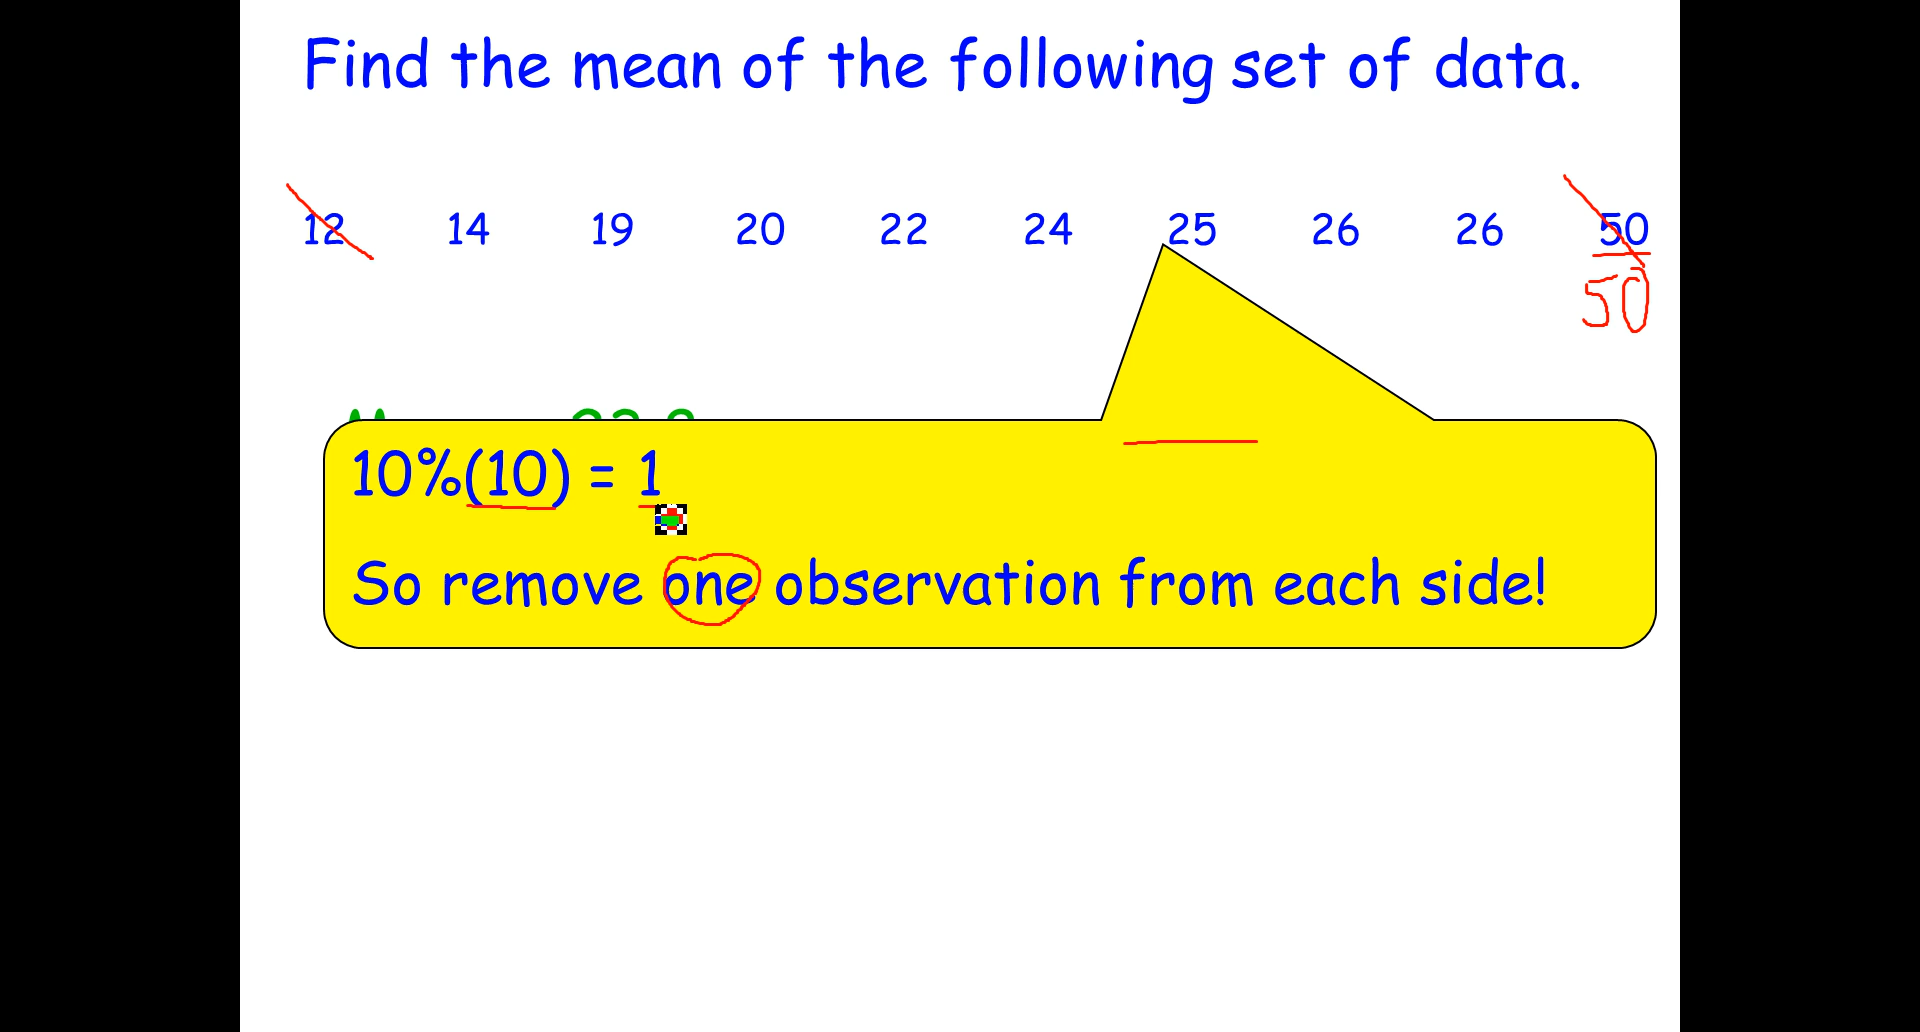 Find the mean of the following set of data.
12 14 19 20 22 24 25 26 26 50
50
10%(10) = 1
So remove one observation from each side!